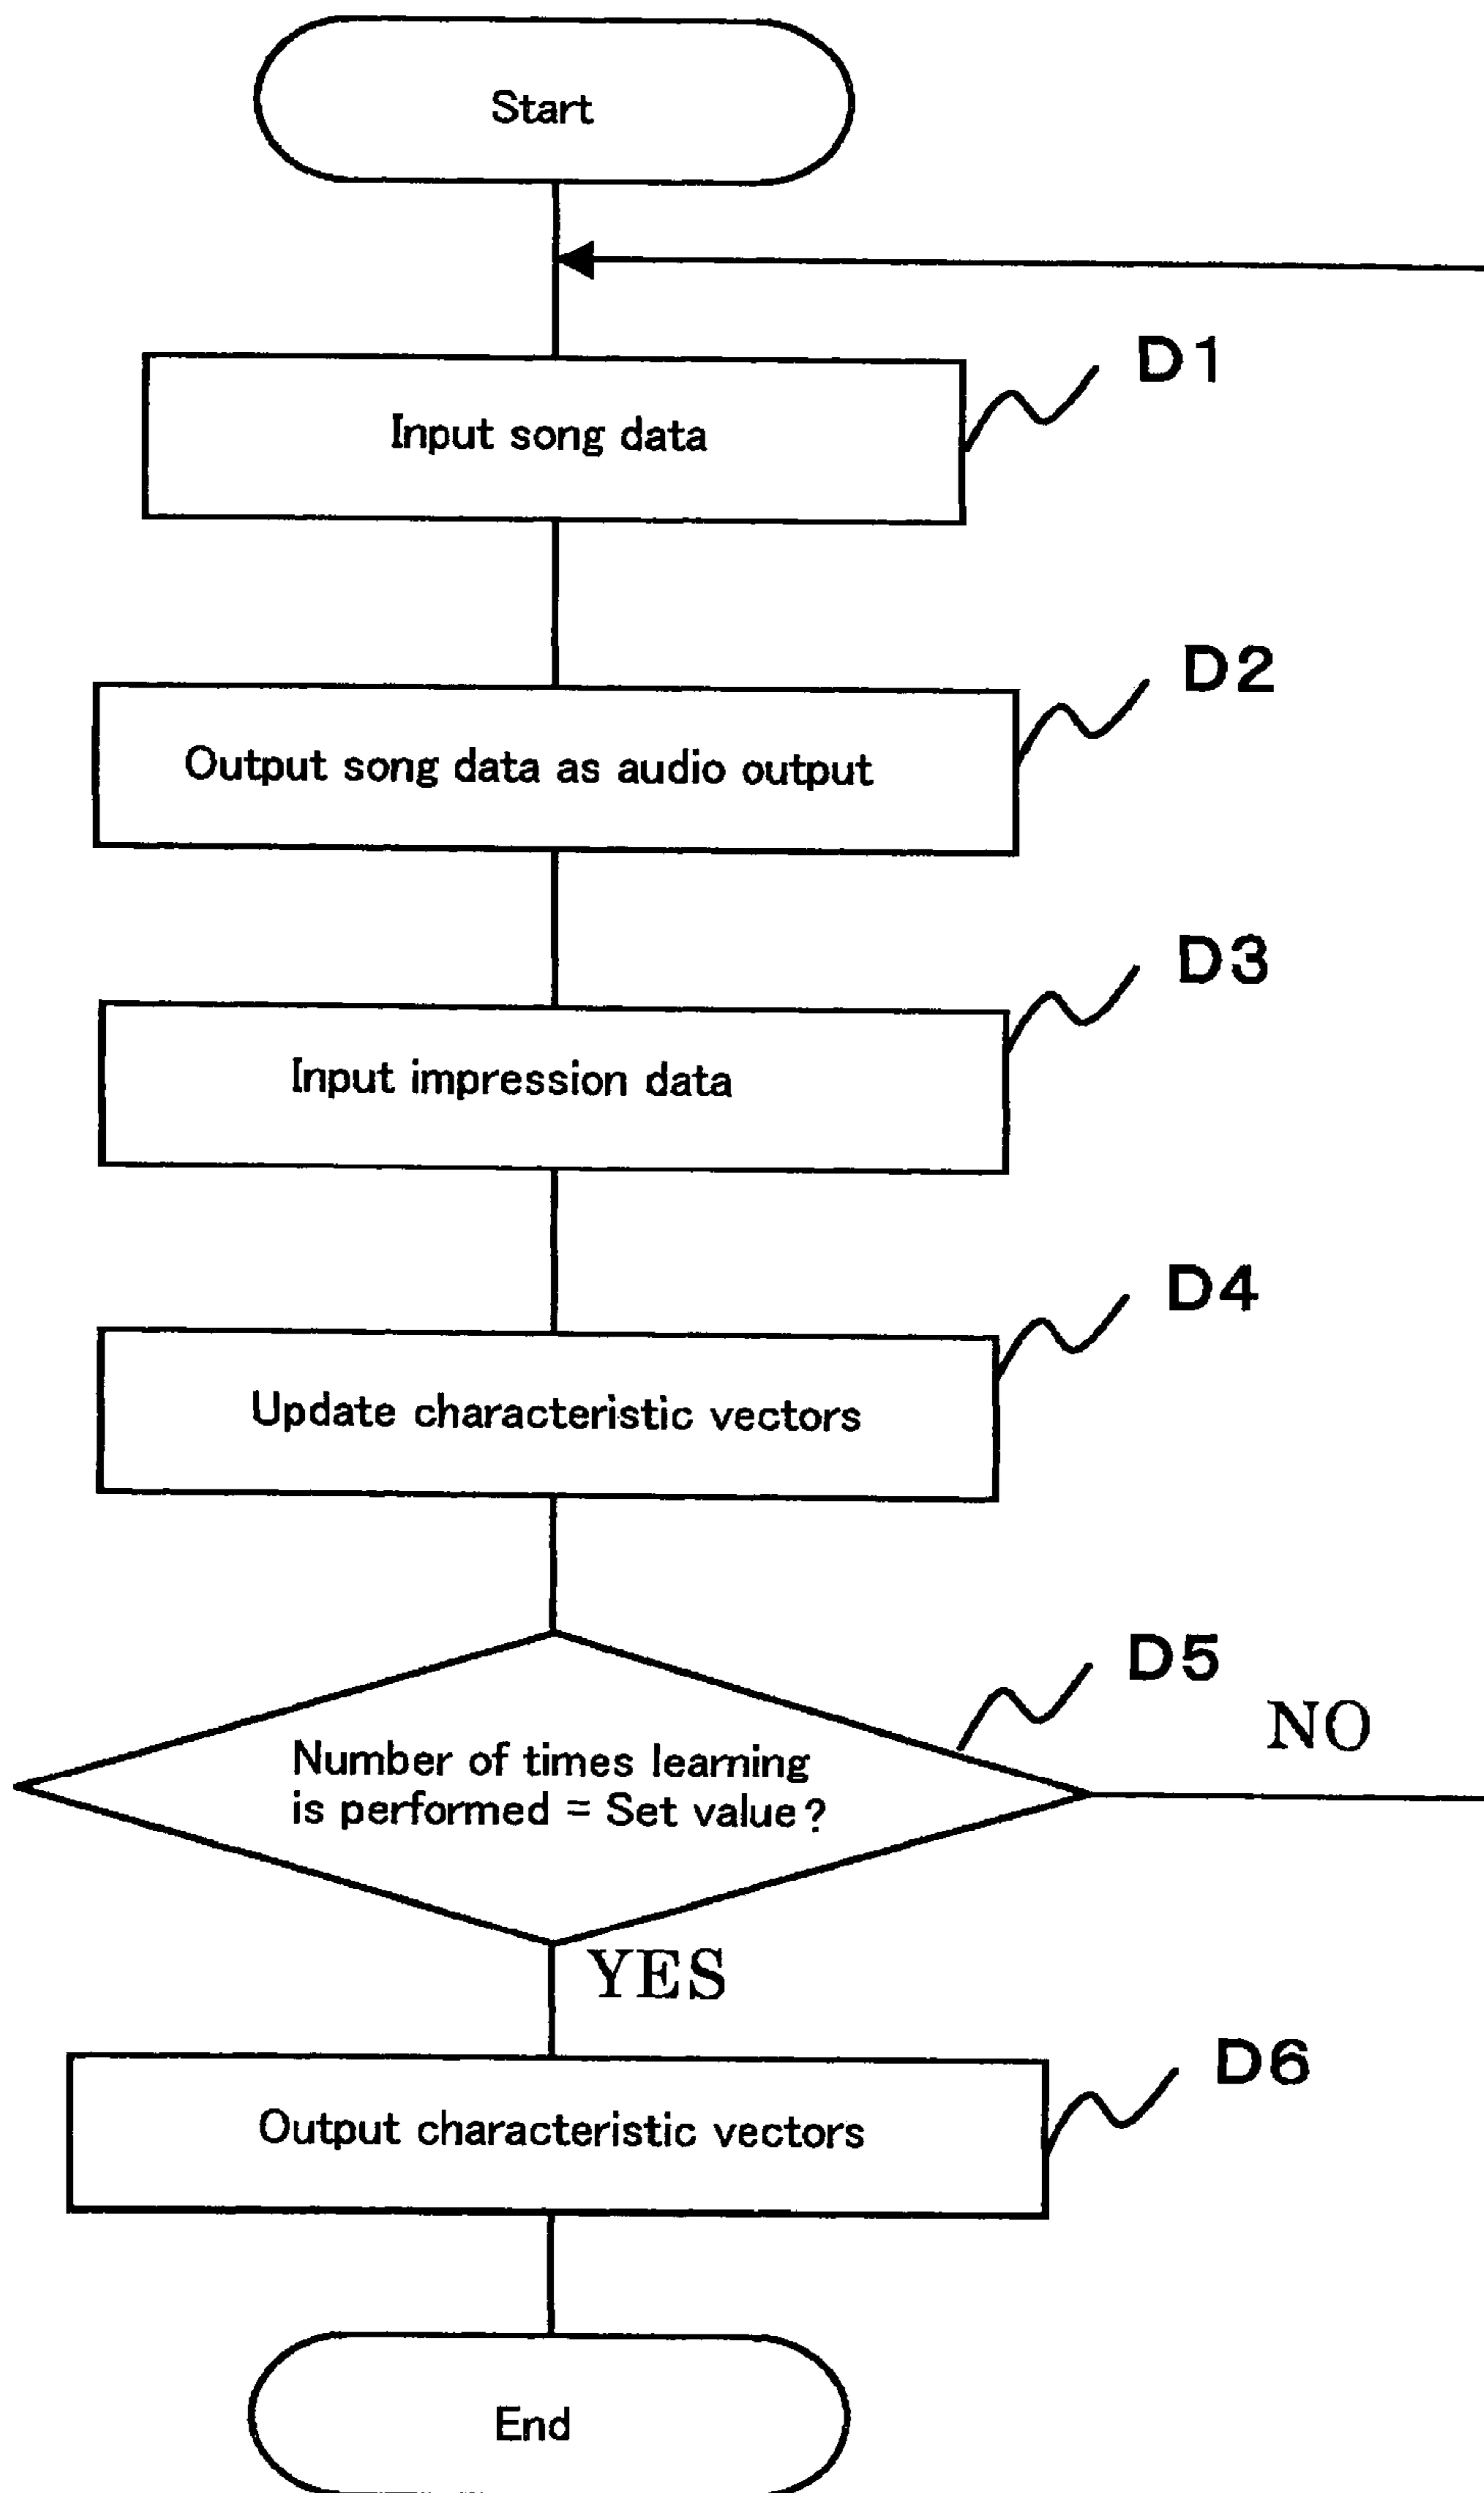 Start
D1
Input song data
D2
Output song data as audio output
D3
Input impression data
D4
Update characteristic vectors
D5
NO
Number of times learning
is performed = Set value?
YES
D6
Output characteristic vectors
End